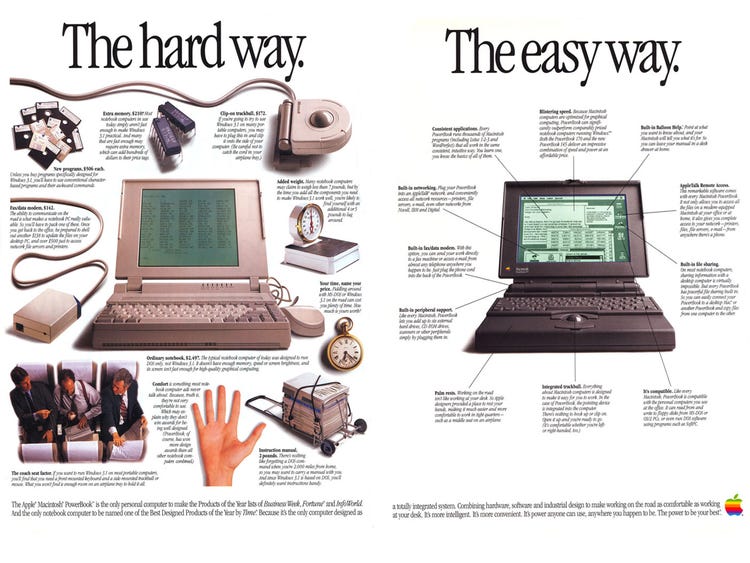 The hard way.
Extra memory, $210? Most
notebook computers in use
today simply aren't fast
enough to make Windows
3.1 practical. And many
that are fast enough may
require extra memory,
which can add hundreds of
dollars to their price tags.
Clip-on trackball, $172.
If you're going to try to use
Windows 3.1 on many por-
table computers, you may
have to plug this in and clip
it onto the side of your
computer. (Be careful not to
catch the cord in your
airplane tray.)
New programs, $506 each.
Unless you buy programs specifically designed for
Windows 3.1, you'll have to use conventional character-
based programs and their awkward commands.
Fax/data modem, $162.
The ability to communicate on the
road is what makes a notebook PC really valu-
able. So you'll have to pack one of these. Once
you get back to the office, be prepared to shell
out another $228 to update the files on your
desktop PC, and over $500 just to access
network file servers and printers.
Added weight. Many notebook computers
may claim to weigh less than 7 pounds, but by
the time you add all the components you need
to make Windows 3.1 work well, you're likely to
find yourself with an
additional 4 or 5
pounds to lug
around.
Your time, name your
price. Fiddling around
with MS-DOS or Windows
3.1 on the road can cost
you plenty of time. How
much is yours worth?
Ordinary notebook, $2,497. The typical notebook computer of today was designed to run
DOS only, not Windows 3.1. It doesn't have enough memory, speed or screen brightness, and
its screen isn't fast enough for high-quality graphical computing.
Comfort is something most note-
book computer ads never
talk about. Because, truth is,
they're not very
comfortable to use.
Which may ex-
plain why they
don't win
awards for be-
ing well designed.
(PowerBook, of
course, has won
more design
awards than all
other notebook com-
puters combined.)
Instruction manual,
2 pounds. There's nothing
like forgetting a DOS com-
mand when you're 2,000 miles from home,
so you may want to carry a manual with you.
And since Windows 3.1 is based on DOS, you'll
definitely want instructions handy.
The coach seat factor. If you want to run Windows 3.1 on most portable computers,
you'll find that you need a front mounted keyboard and a side mounted trackball or
mouse. What you won't find is enough room on an airplane tray to hold it all.
The Apple® Macintosh® PowerBook™ is the only personal computer to make the Products of the Year lists of Business Week, Fortune® and InfoWorld.
And the only notebook computer to be named one of the Best Designed Products of the Year by Time.® Because it's the only computer designed as
The easy way.
Consistent applications. Every
PowerBook runs thousands of Macintosh
programs (including Lotus 1-2-3 and
WordPerfect) that all work in the same
consistent, intuitive way. You learn one,
you know the basics of all of them.
Blistering speed. Because Macintosh
computers are optimized for graphical
computing, PowerBook can signifi-
cantly outperform comparably priced
notebook computers running Windows.
Both the PowerBook 170 and the new
PowerBook 145 deliver an impressive
combination of speed and power at an
affordable price.
Built-in Balloon Help. Point at what
you want to know about, and your
Macintosh will tell you what it's for. So
you can leave your manual in a desk
drawer at home.
Built-in networking. Plug your PowerBook
into an AppleTalk® network, and conveniently
access all network resources – printers, file
servers, e-mail, even other networks from
Novell, IBM and Digital.
AppleTalk Remote Access.
This remarkable software comes
with every Macintosh PowerBook.
It not only allows you to access all
the files on a modem-equipped
Macintosh at your office or at
home, it also gives you access to
your network – printers,
file servers, e-mail – from
anywhere there's a phone.
Built-in fax/data modem. With this
option, you can send your work directly
to a fax machine or access e-mail from
almost any telephone anywhere you
happen to be. Just plug the phone cord
into the back of the PowerBook.
Built-in file sharing.
On most notebook computers,
sharing information with a
desktop computer is virtually
impossible. But every PowerBook
has powerful file sharing built in.
So you can easily connect your
PowerBook to a desktop Mac® or
another PowerBook and copy files
from one computer to the other.
Built-in peripheral support.
Like every Macintosh, PowerBook
lets you add up to six external
hard drives, CD-ROM drives,
scanners or other peripherals
simply by plugging them in.
Palm rests. Working on the road
isn't like working at your desk. So Apple
designers provided a place to rest your
hands, making it much easier and more
comfortable to work in tight quarters –
such as a middle seat on an airplane.
Integrated trackball. Everything
about Macintosh computers is designed
to make it easy for you to work. In the
case of PowerBook, the pointing device
is integrated into the computer.
There's nothing to hook up or clip on.
Open it up and you're ready to go.
(It's comfortable whether you're left-
or right-handed, too.)
It's compatible. Like every
Macintosh, PowerBook is compatible
with the personal computers you use
at the office. It can read from and
write to floppy disks from MS-DOS or
OS/2 PCs, or even run DOS software
using programs such as SoftPC.
a totally integrated system. Combining hardware, software and industrial design to make working on the road as comfortable as working
at your desk. It's more intelligent. It's more convenient. It's power anyone can use, anywhere you happen to be. The power to be your best.®